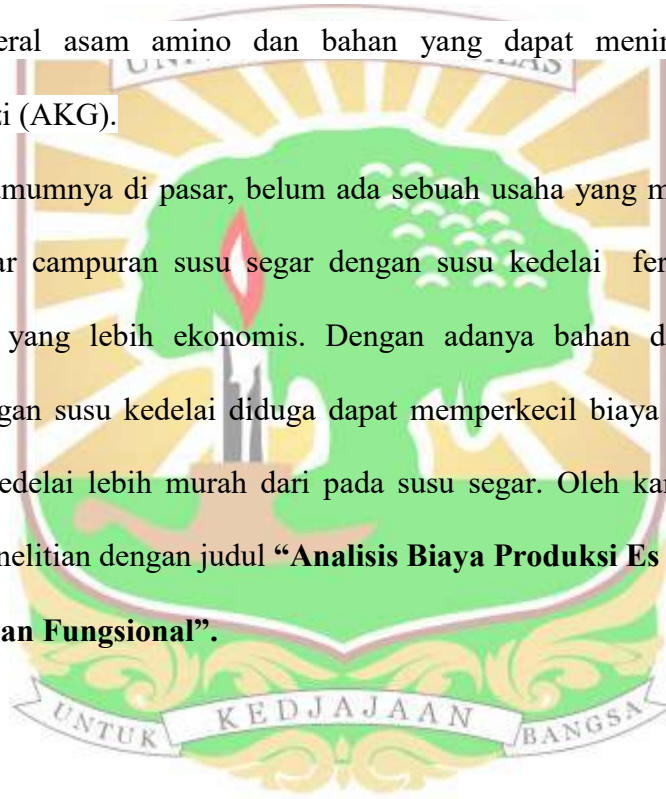 eral asam amino dan bahan yang dapat menin
zi (AKG).
umumnya di pasar, belum ada sebuah usaha yang m
ar campuran susu segar dengan susu kedelai fer
yang lebih ekonomis. Dengan adanya bahan d
gan susu kedelai diduga dapat memperkecil biaya
kedelai lebih murah dari pada susu segar. Oleh kar
nelitian dengan judul “Analisis Biaya Produksi Es
an Fungsional”.
UNTUK KEDJAJAAN BANGSA